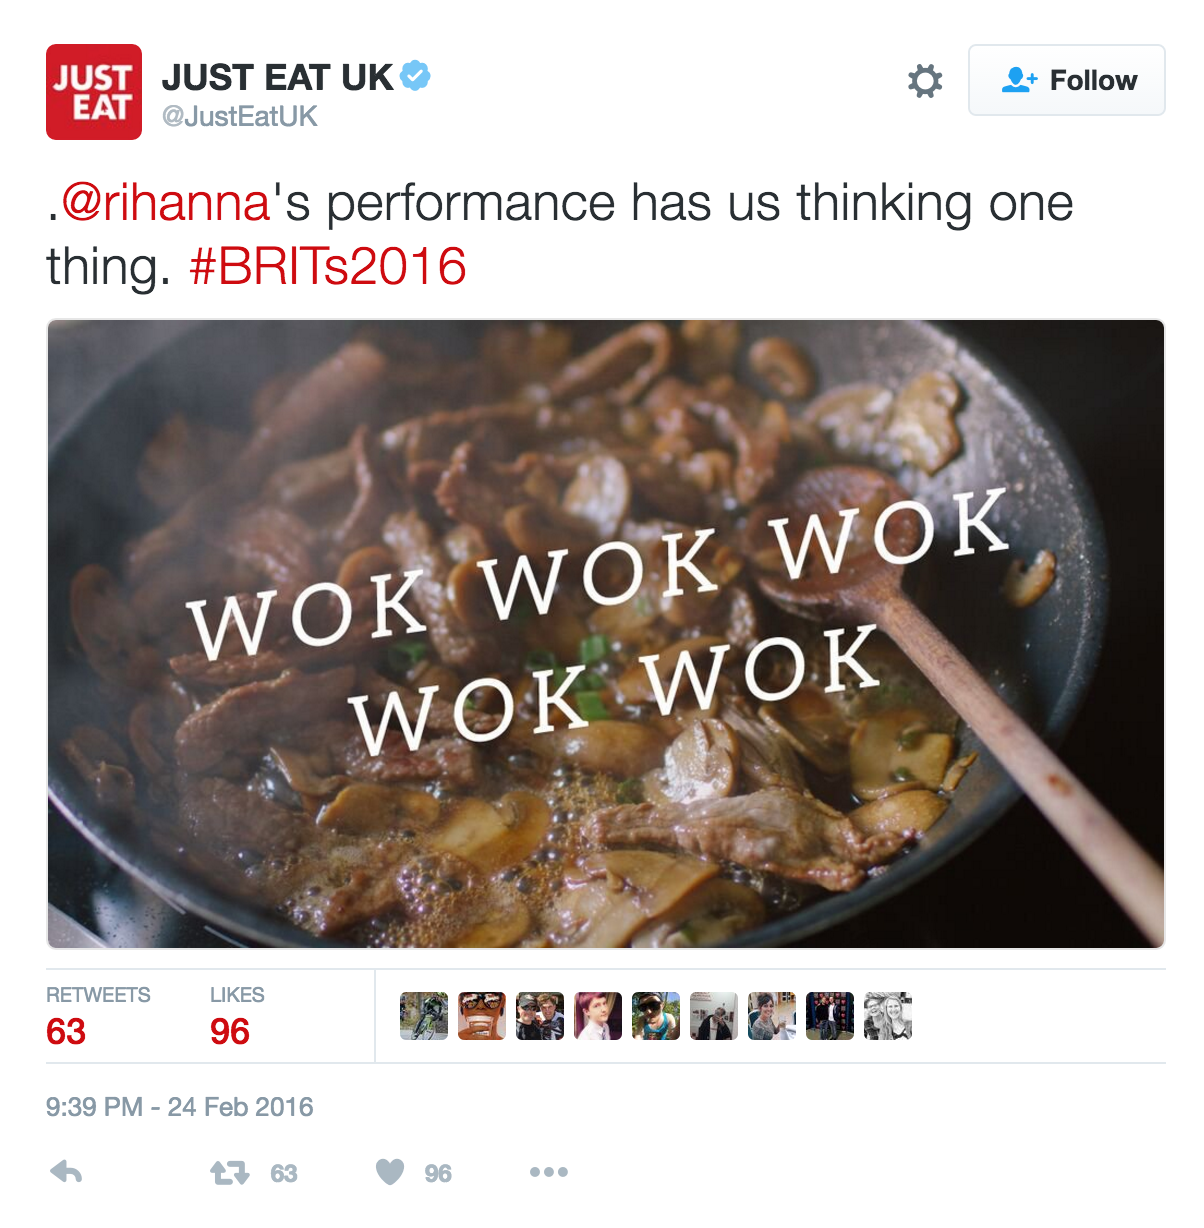 JUST
EAT
JUST EAT UK
@JustEatUK
Follow
.@rihanna's performance has us thinking one
thing. #BRITs2016
WOK WOK WOK
WOK WOK
RETWEETS
63
LIKES
96
9:39 PM - 24 Feb 2016
63
96